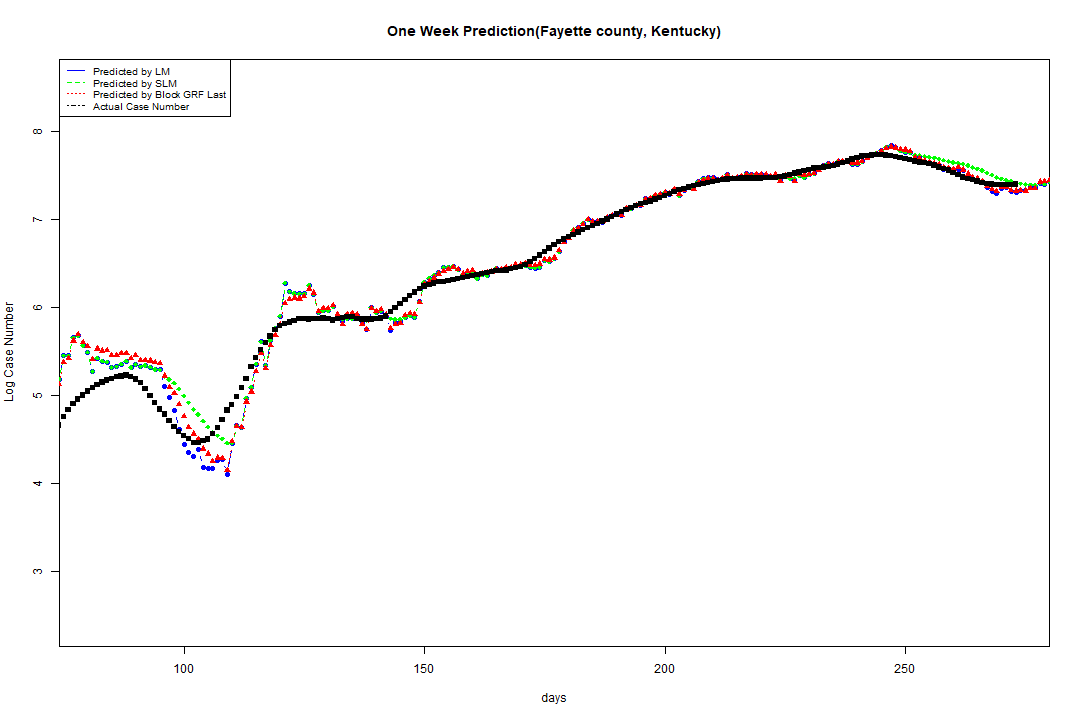 One Week Prediction(Fayette county, Kentucky)
Predicted by LM
Predicted by SLM
Predicted by Block GRF Last
Actual Case Number
8
7
6
5
4
3
Log Case Number
100 150 200 250
days